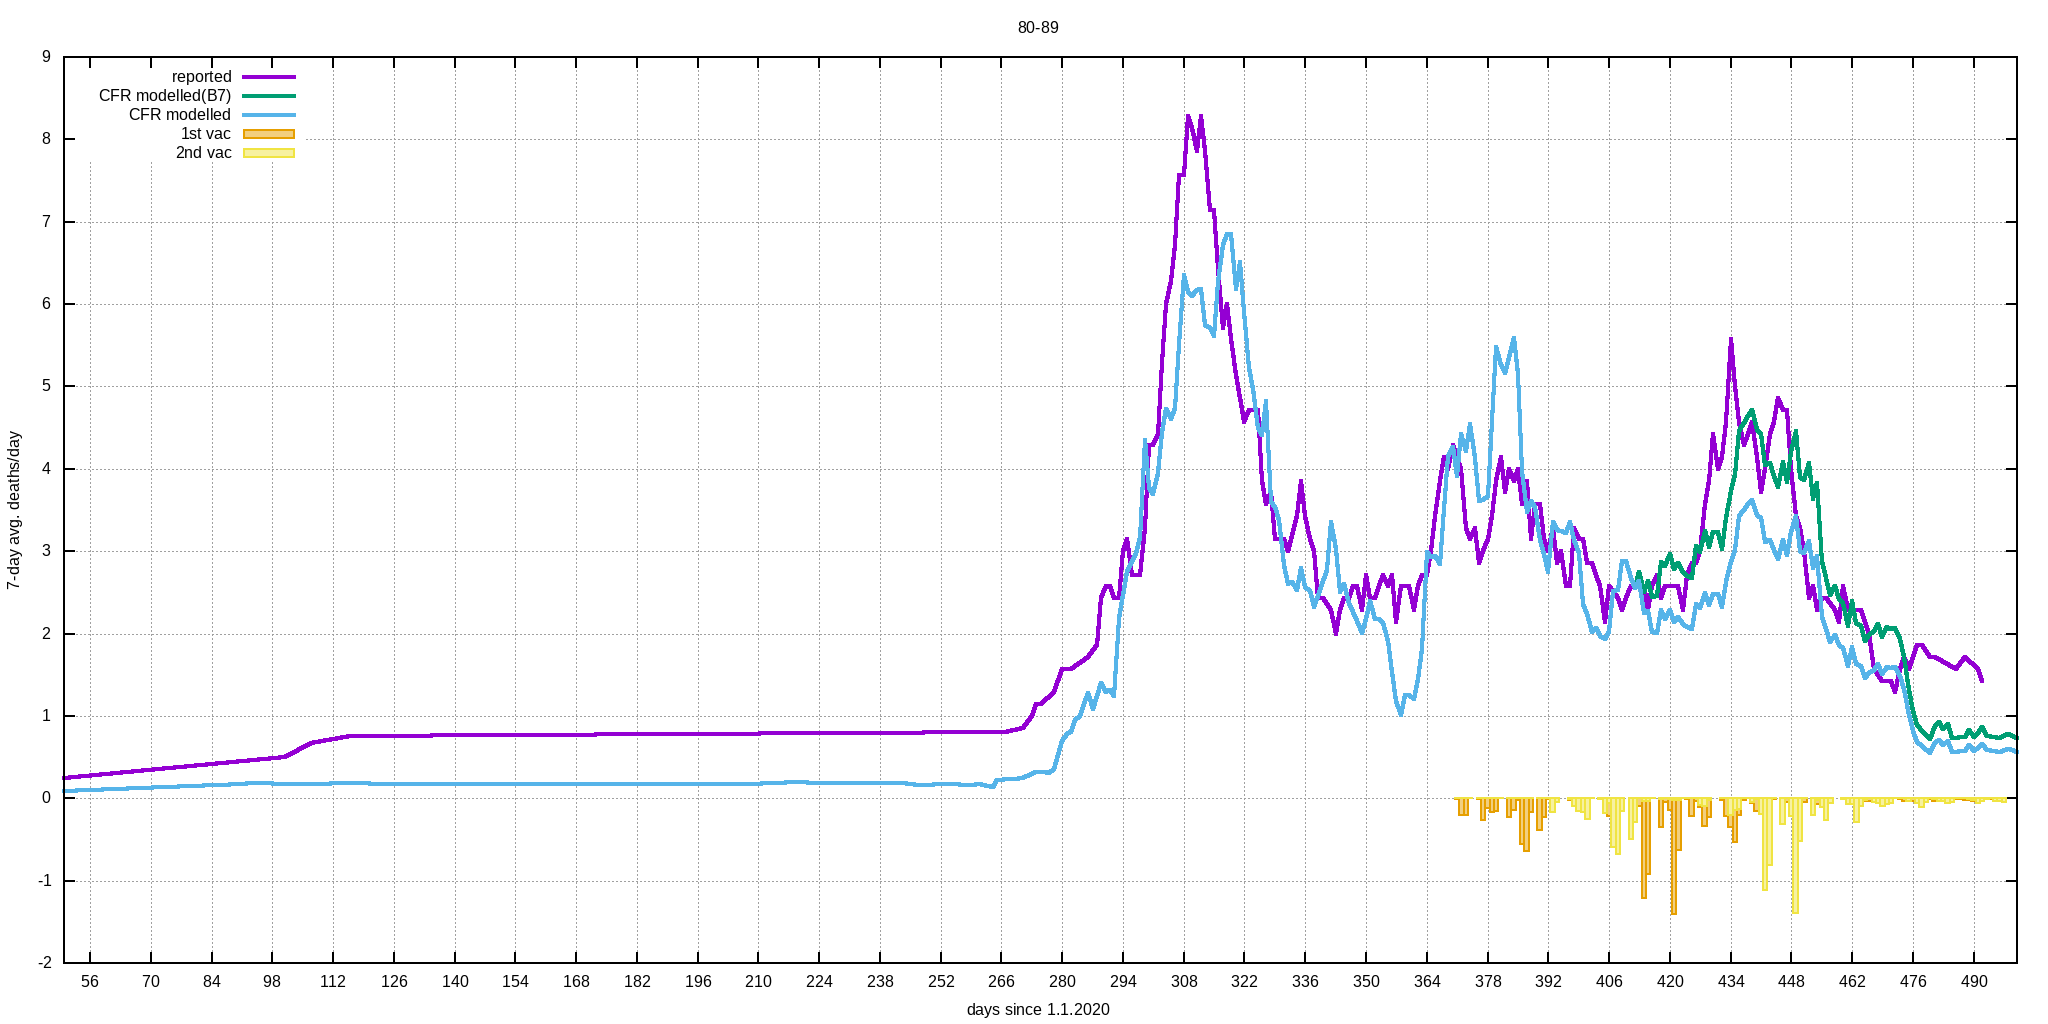 80-89
9
8
7
6
5
4
3
2
1
0
-1
-2
7-day avg. deaths/day
reported
CFR modelled(B7)
CFR modelled
1st vac
2nd vac
56 70 84 98 112 126 140 154 168 182 196 210 224 238 252 266 280 294 308 322 336 350 364 378 392 406 420 434 448 462 476 490
days since 1.1.2020